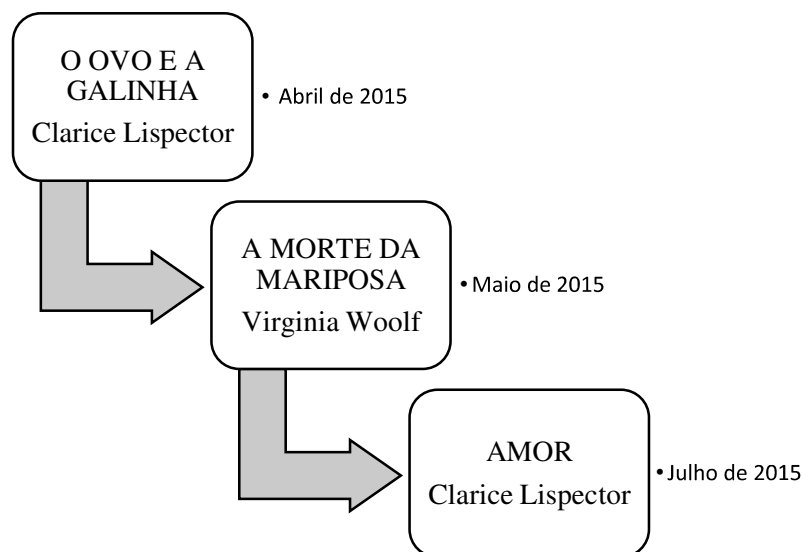 O OVO E A
GALINHA
Clarice Lispector
• Abril de 2015
A MORTE DA
MARIPOSA
Virginia Woolf
• Maio de 2015
AMOR
Clarice Lispector
• Julho de 2015